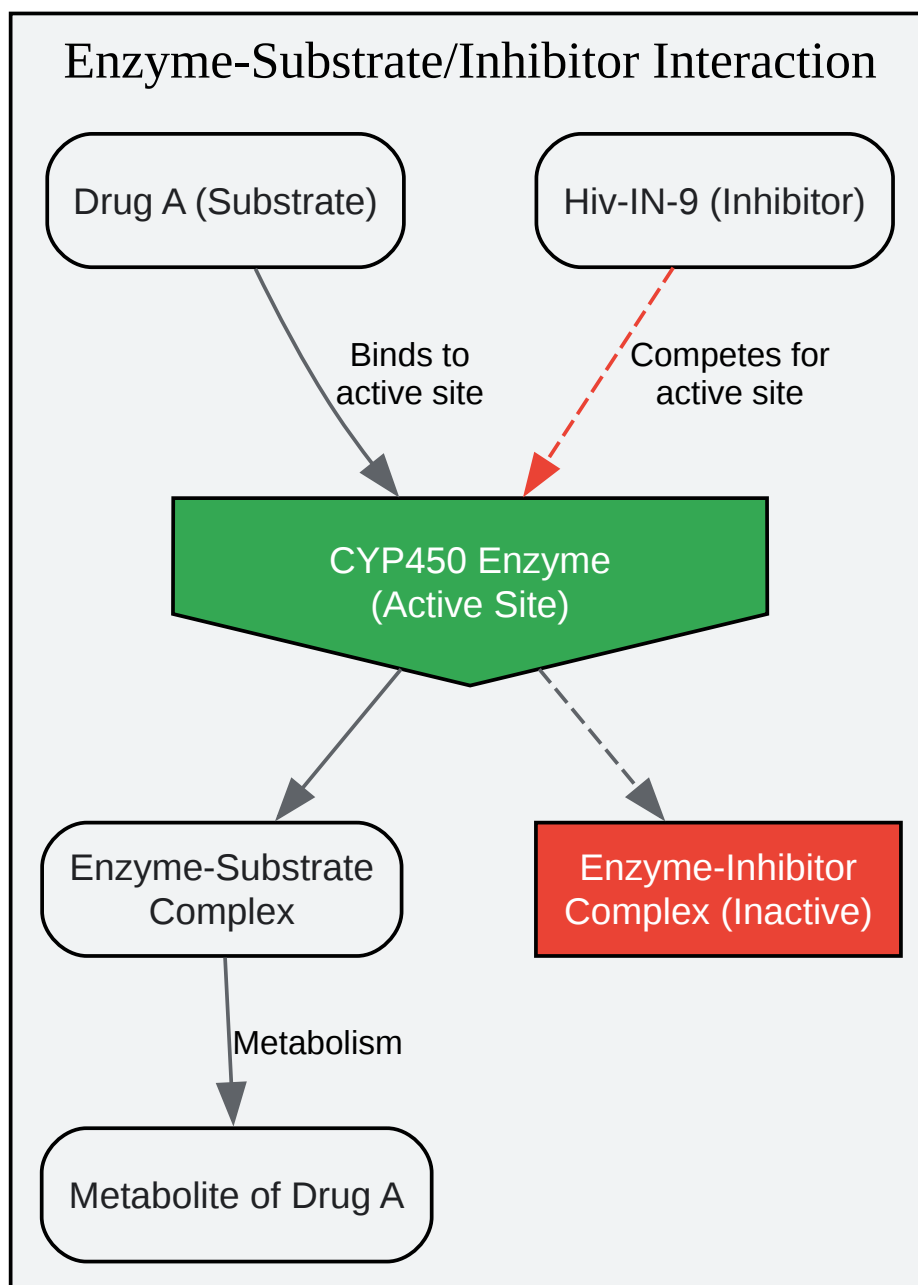 Enzyme-Substrate/Inhibitor Interaction
Drug A (Substrate)
Hiv-IN-9 (Inhibitor)
Binds to
active site
Competes for
active site
CYP450 Enzyme
(Active Site)
Enzyme-Substrate
Complex
Enzyme-Inhibitor
Complex (Inactive)
Metabolism
Metabolite of Drug A